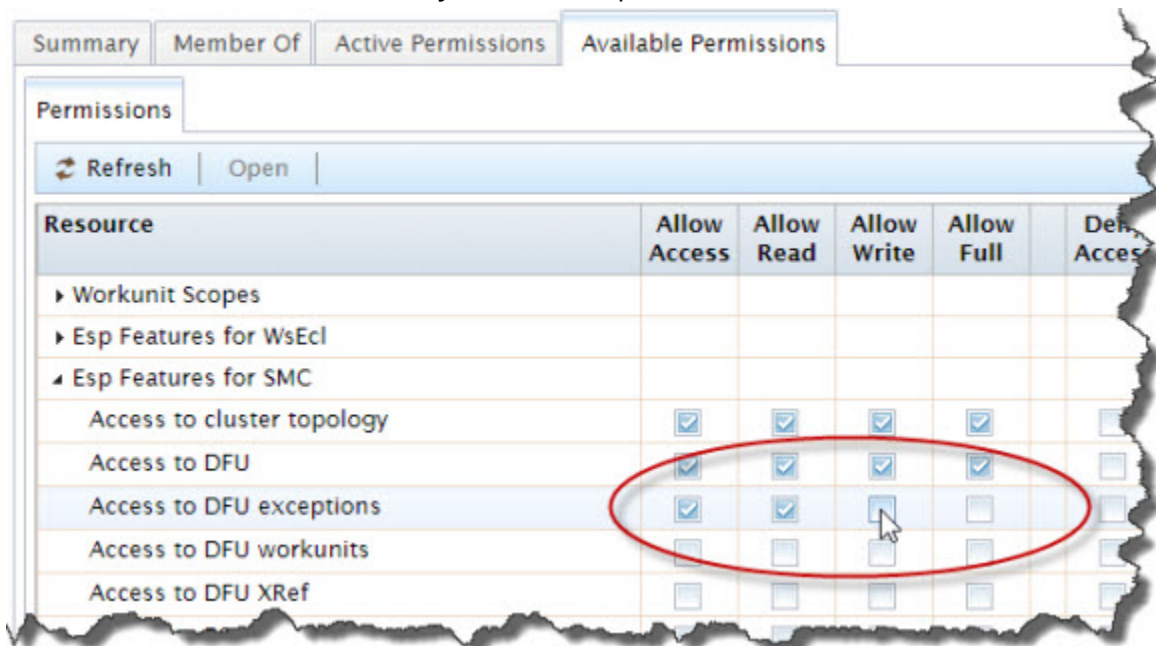 Summary Member Of Active Permissions Available Permissions
Permissions
Refresh Open
Resource Allow Access Allow Read Allow Write Allow Full
Workunit Scopes
Esp Features for WsEcl
Esp Features for SMC
Access to cluster topology
Access to DFU
Access to DFU exceptions
Access to DFU workunits
Access to DFU XRef